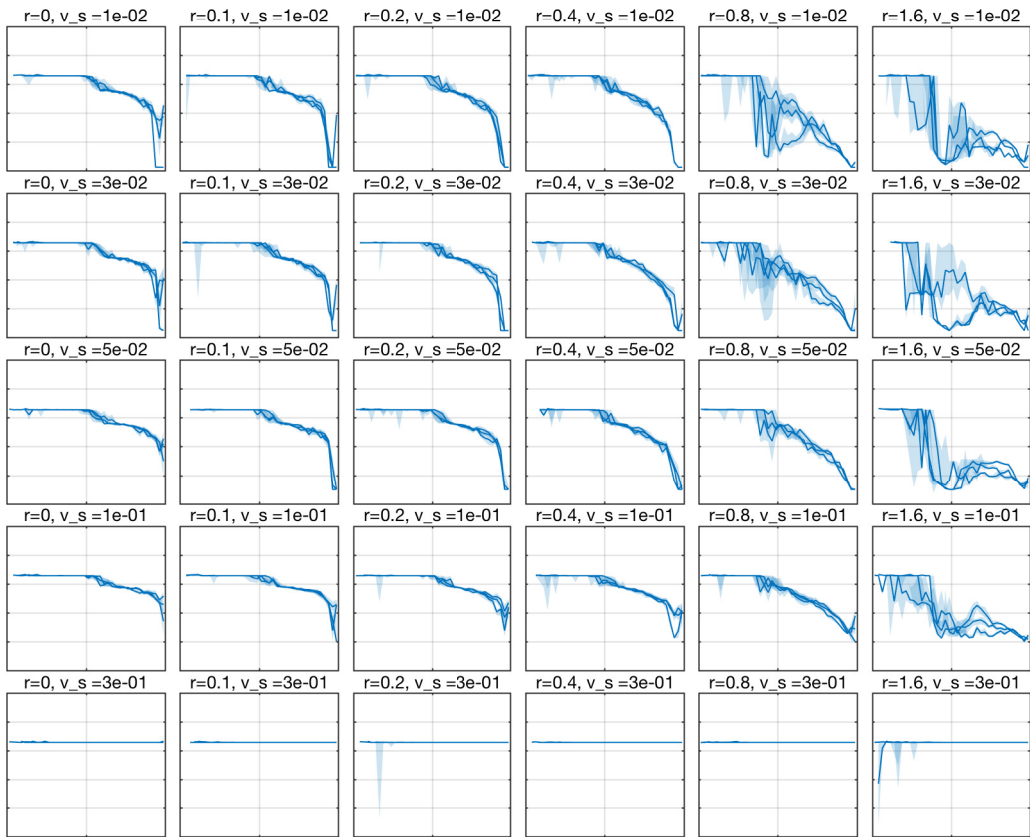 r=0, v_s =1e-02
r=0.1, v_s =1e-02
r=0.2, v_s =1e-02
r=0.4, v_s =1e-02
r=0.8, v_s =1e-02
r=1.6, v_s =1e-02
r=0, v_s =3e-02
r=0.1, v_s =3e-02
r=0.2, v_s =3e-02
r=0.4, v_s =3e-02
r=0.8, v_s =3e-02
r=1.6, v_s =3e-02
r=0, v_s =5e-02
r=0.1, v_s =5e-02
r=0.2, v_s =5e-02
r=0.4, v_s =5e-02
r=0.8, v_s =5e-02
r=1.6, v_s =5e-02
r=0, v_s =1e-01
r=0.1, v_s =1e-01
r=0.2, v_s =1e-01
r=0.4, v_s =1e-01
r=0.8, v_s =1e-01
r=1.6, v_s =1e-01
r=0, v_s =3e-01
r=0.1, v_s =3e-01
r=0.2, v_s =3e-01
r=0.4, v_s =3e-01
r=0.8, v_s =3e-01
r=1.6, v_s =3e-01